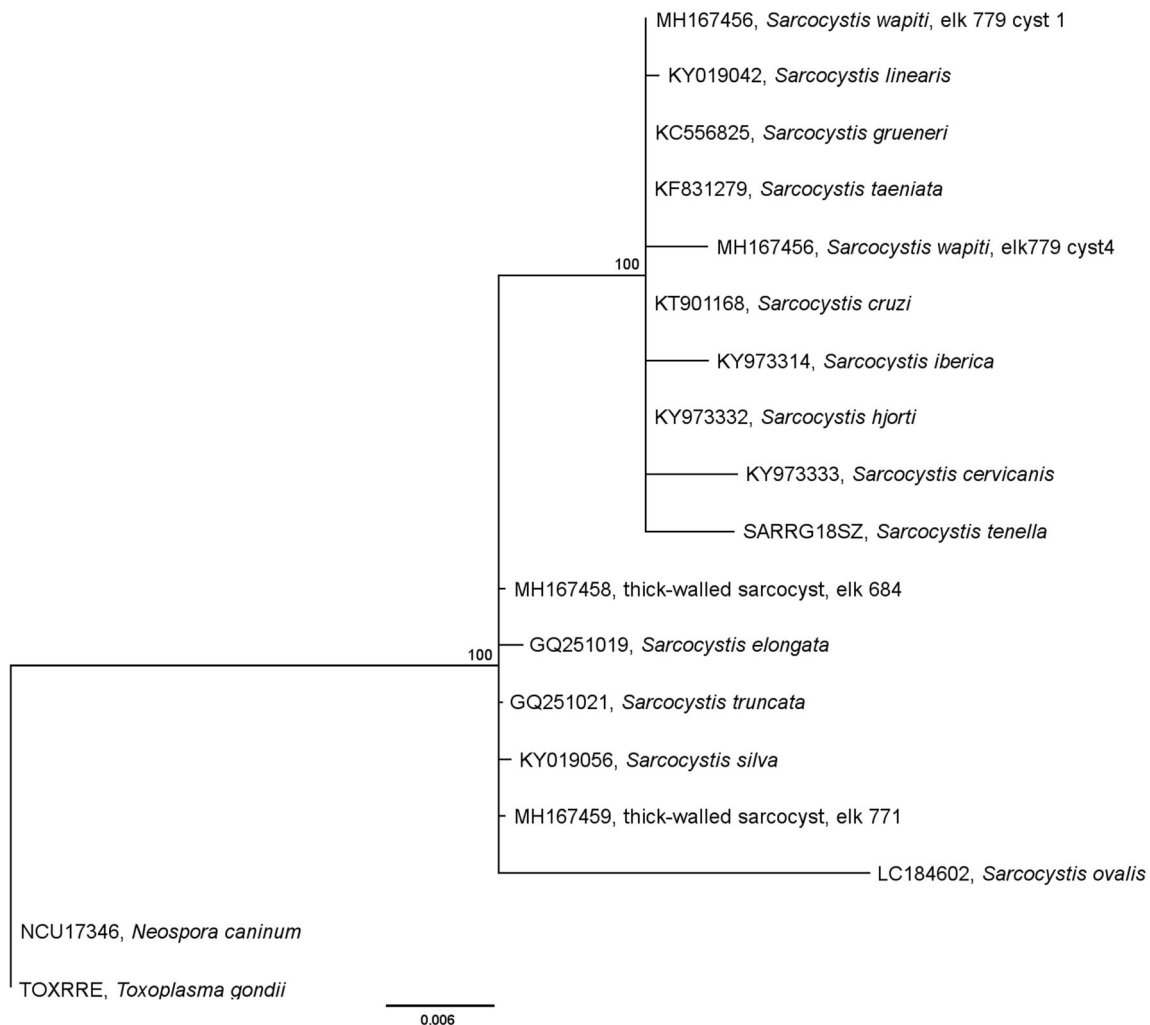 MH167456, Sarcocystis wapiti, elk 779 cyst 1
KY019042, Sarcocystis linearis
KC556825, Sarcocystis grueneri
KF831279, Sarcocystis taeniata
MH167456, Sarcocystis wapiti, elk779 cyst4
100
KT901168, Sarcocystis cruzi
KY973314, Sarcocystis iberica
KY973332, Sarcocystis hjorti
KY973333, Sarcocystis cervicanis
SARRG18SZ, Sarcocystis tenella
MH167458, thick-walled sarcocyst, elk 684
GQ251019, Sarcocystis elongata
100
GQ251021, Sarcocystis truncata
KY019056, Sarcocystis silva
MH167459, thick-walled sarcocyst, elk 771
LC184602, Sarcocystis ovalis
NCU17346, Neospora caninum
TOXRRE, Toxoplasma gondii
0.006